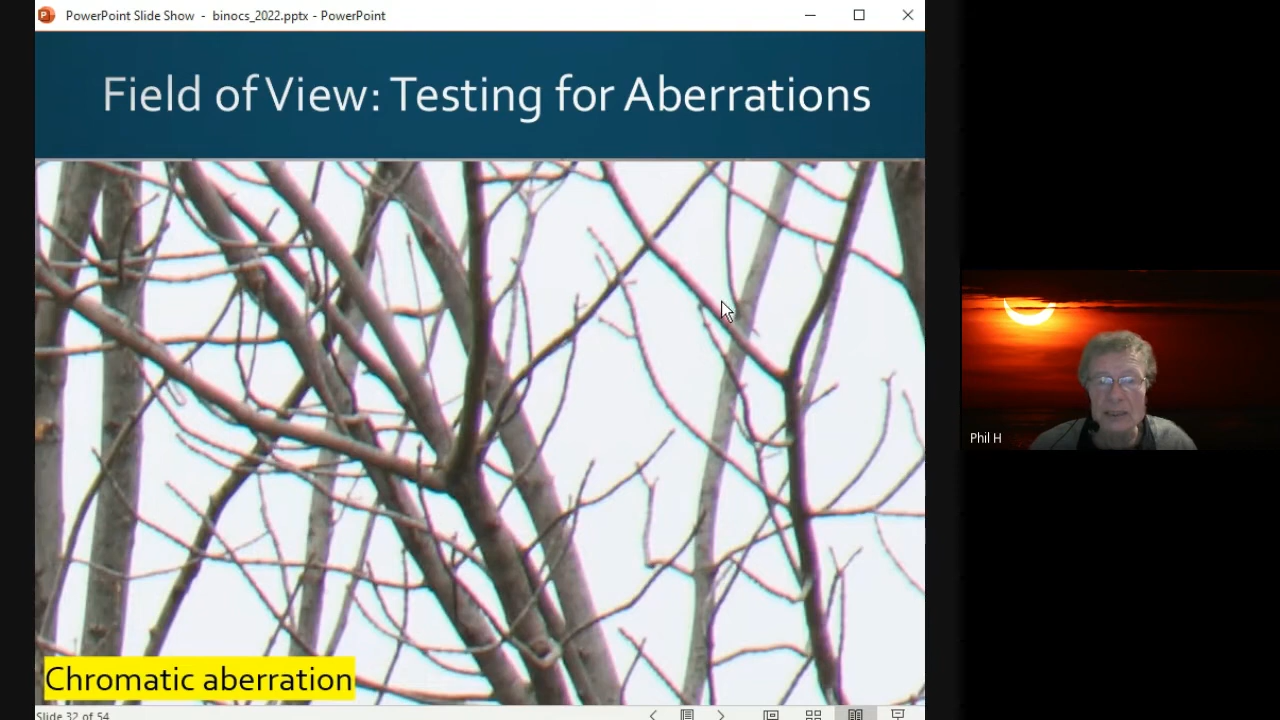 PowerPoint Slide Show - binocs_2022.pptx - PowerPoint
Field of View: Testing for Aberrations
Phil H
Chromatic aberration
Slide 32 of 54